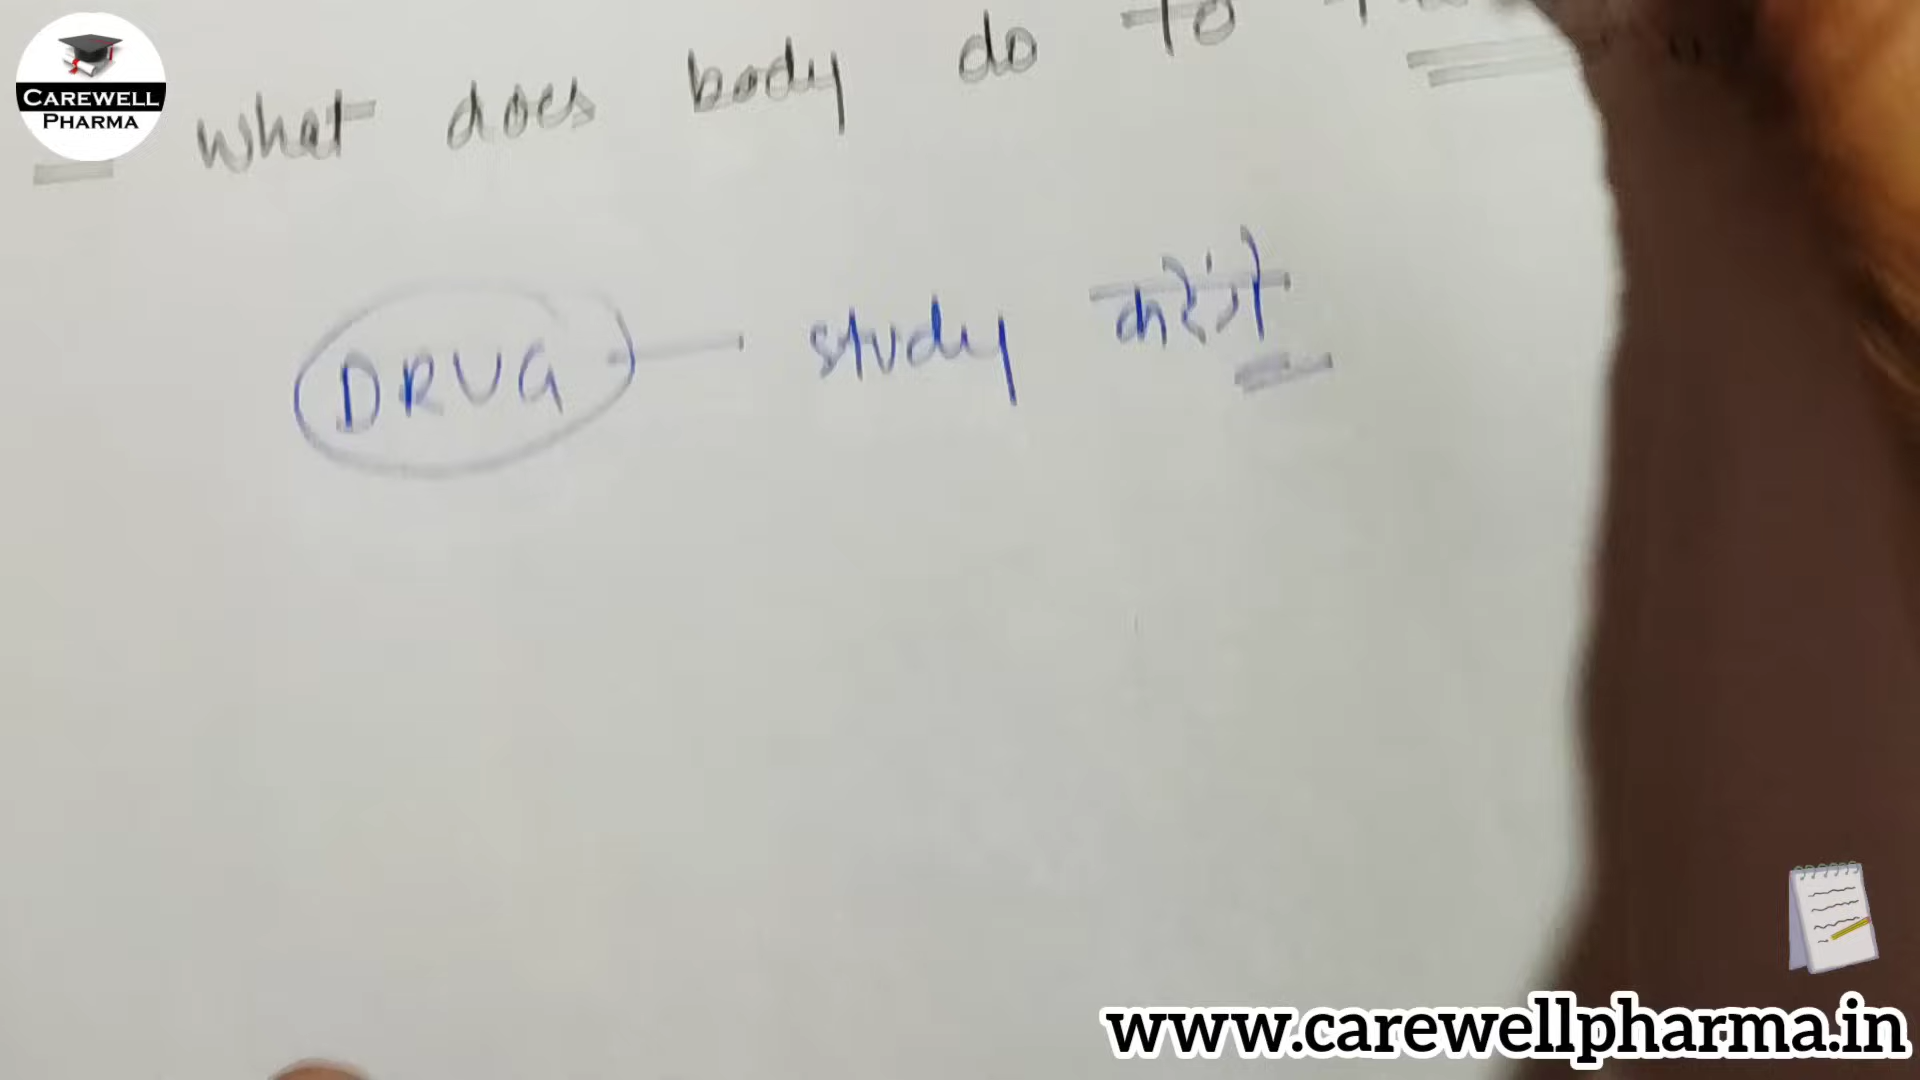 CAREWELL
PHARMA
what does body do to
DRUG — study करेंगे
www.carewellpharma.in